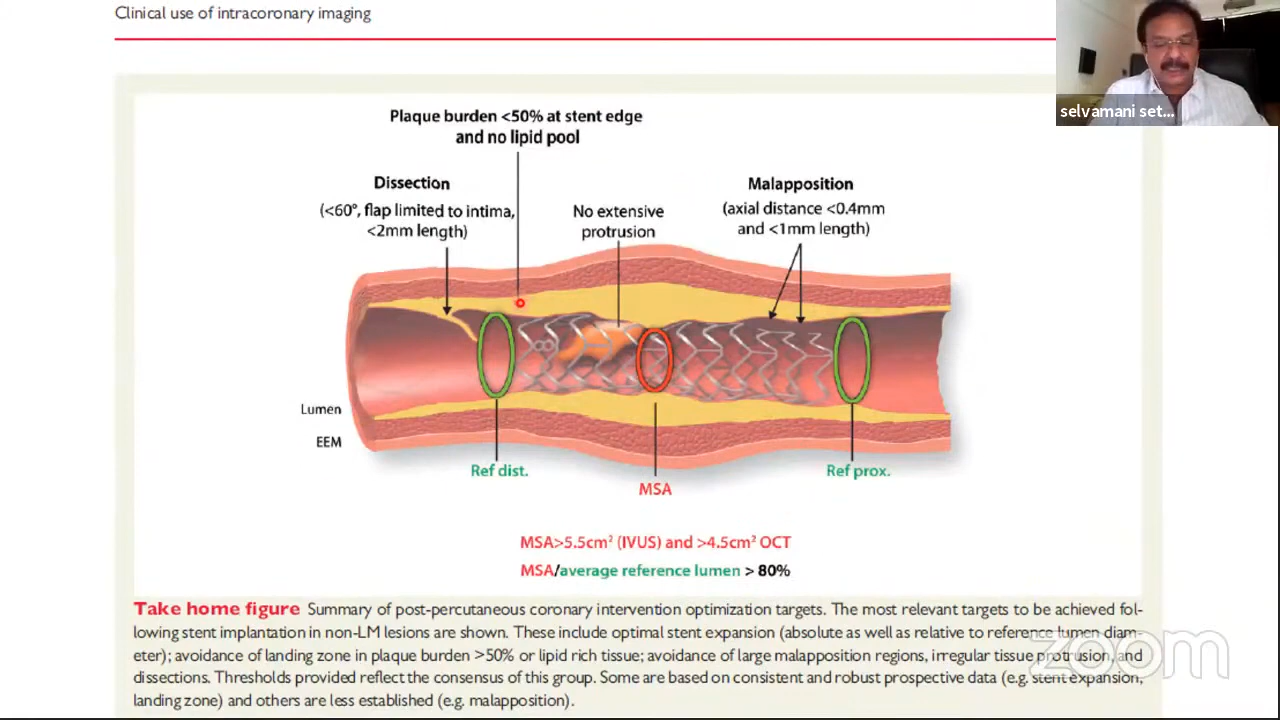 Clinical use of intracoronary imaging
selvamani set...
Plaque burden <50% at stent edge
and no lipid pool
Dissection
(<60°, flap limited to intima,
<2mm length)
No extensive
protrusion
Malapposition
(axial distance <0.4mm
and <1mm length)
Lumen
EEM
Ref dist.
MSA
Ref prox.
MSA>5.5cm² (IVUS) and >4.5cm² OCT
MSA/average reference lumen > 80%
Take home figure Summary of post-percutaneous coronary intervention optimization targets. The most relevant targets to be achieved fol-
lowing stent implantation in non-LM lesions are shown. These include optimal stent expansion (absolute as well as relative to reference lumen diam-
eter); avoidance of landing zone in plaque burden >50% or lipid rich tissue; avoidance of large malapposition regions, irregular tissue protrusion, and
dissections. Thresholds provided reflect the consensus of this group. Some are based on consistent and robust prospective data (e.g. stent expansion,
landing zone) and others are less established (e.g. malapposition).
zoom